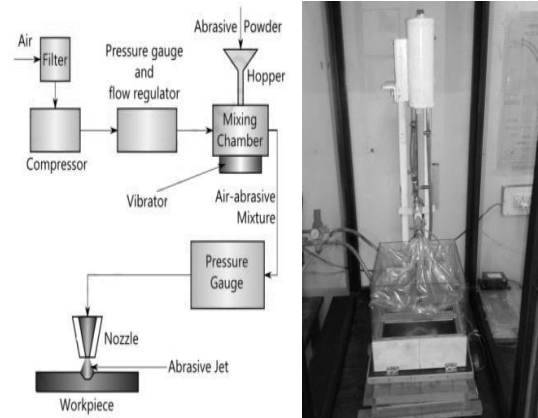 Air
Filter
Compressor
Pressure gauge
and
flow regulator
Abrasive Powder
Hopper
Mixing
Chamber
Vibrator
Air-abrasive
Mixture
Pressure
Gauge
Nozzle
Abrasive Jet
Workpiece